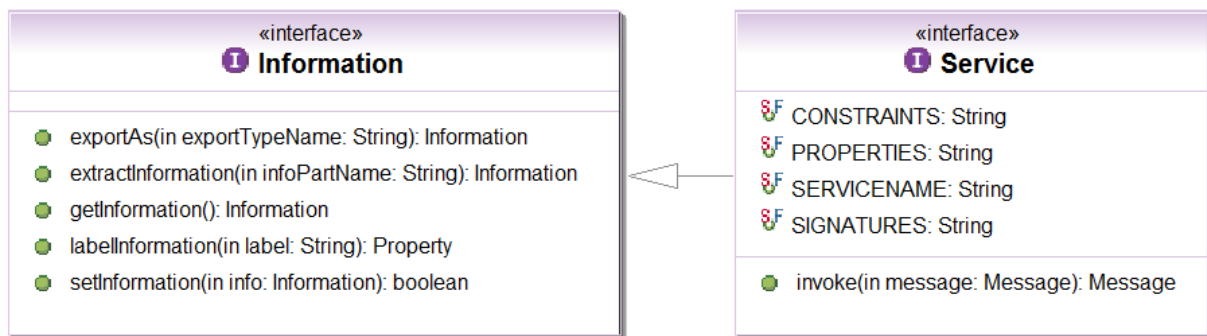 «interface»
I Information
exportAs(in exportTypeName: String): Information
extractInformation(in infoPartName: String): Information
getInformation(): Information
labelInformation(in label: String): Property
setInformation(in info: Information): boolean
«interface»
I Service
S F CONSTRAINTS: String
S F PROPERTIES: String
S F SERVICENAME: String
S F SIGNATURES: String
invoke(in message: Message): Message